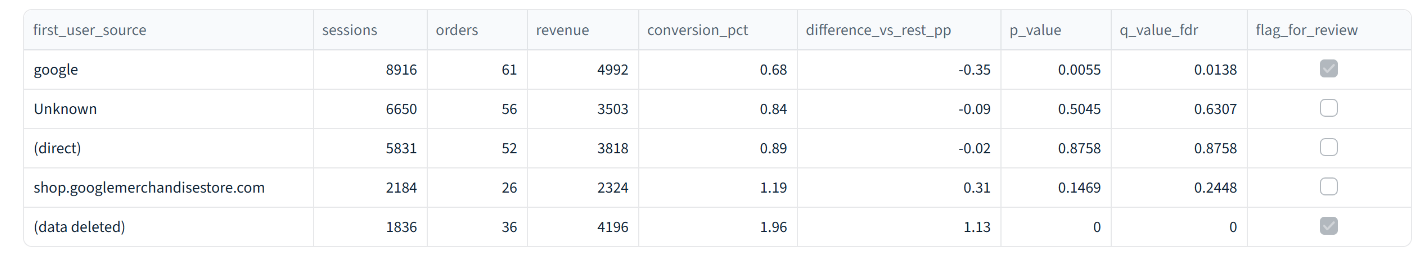 first_user_source sessions orders revenue conversion_pct difference_vs_rest_pp p_value q_value_fdr flag_for_review
google 8916 61 4992 0.68 -0.35 0.0055 0.0138
Unknown 6650 56 3503 0.84 -0.09 0.5045 0.6307
(direct) 5831 52 3818 0.89 -0.02 0.8758 0.8758
shop.googlemerchandisestore.com 2184 26 2324 1.19 0.31 0.1469 0.2448
(data deleted) 1836 36 4196 1.96 1.13 0 0